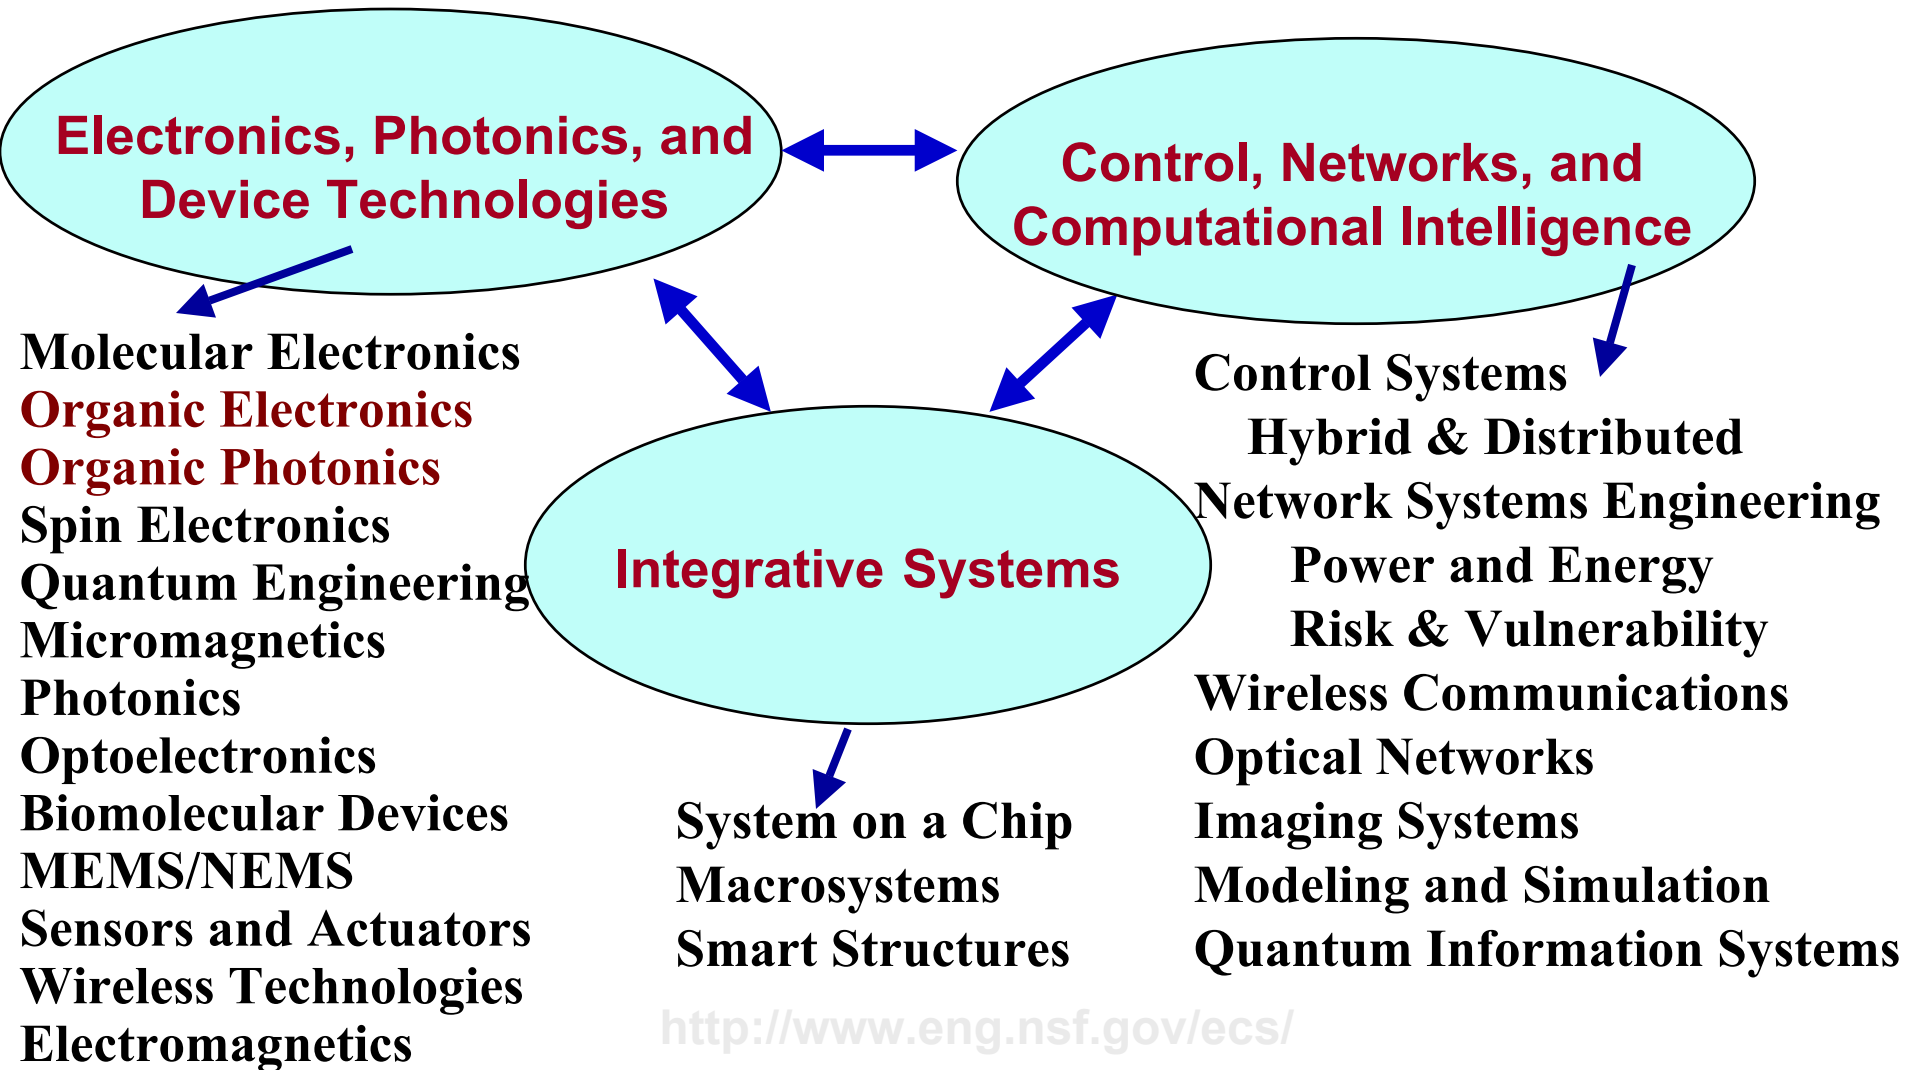 Electronics, Photonics, and
Device Technologies
Control, Networks, and
Computational Intelligence
Integrative Systems
Molecular Electronics
Organic Electronics
Organic Photonics
Spin Electronics
Quantum Engineering
Micromagnetics
Photonics
Optoelectronics
Biomolecular Devices
MEMS/NEMS
Sensors and Actuators
Wireless Technologies
Electromagnetics
System on a Chip
Macrosystems
Smart Structures
Control Systems
Hybrid & Distributed
Network Systems Engineering
Power and Energy
Risk & Vulnerability
Wireless Communications
Optical Networks
Imaging Systems
Modeling and Simulation
Quantum Information Systems
http://www.eng.nsf.gov/ecs/